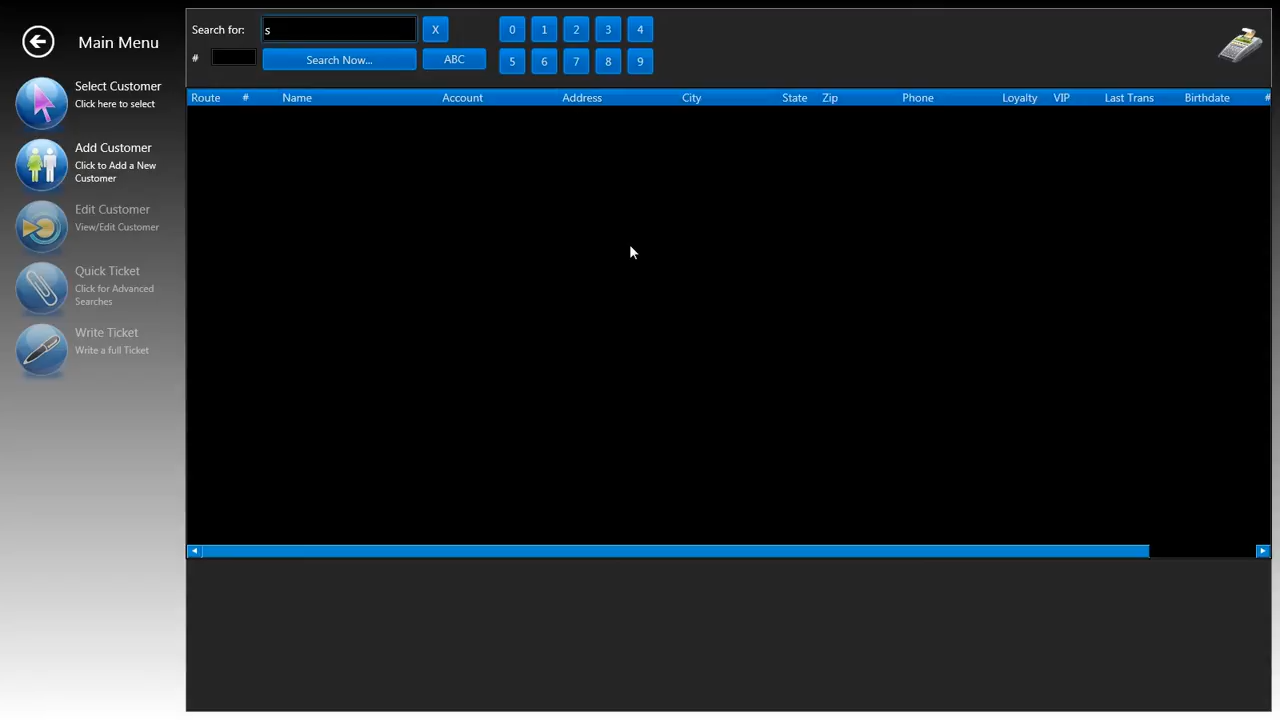 Main Menu
Select Customer
Click here to select
Add Customer
Click to Add a New
Customer
Edit Customer
View/Edit Customer
Quick Ticket
Click for Advanced
Searches
Write Ticket
Write a full Ticket
Search for: s X 0 1 2 3 4
# Search Now... ABC 5 6 7 8 9
Route # Name Account Address City State Zip Phone Loyalty VIP Last Trans Birthdate #